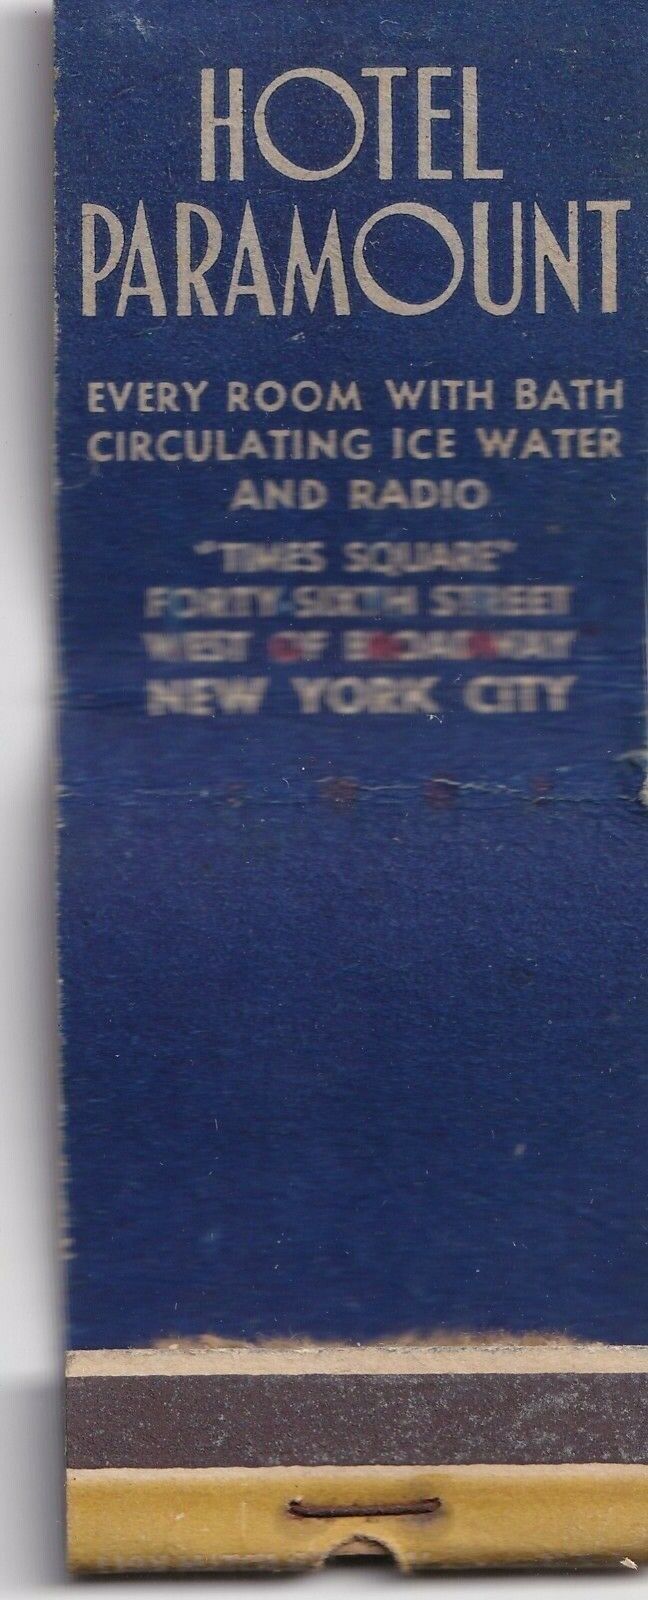 HOTEL
PARAMOUNT
EVERY ROOM WITH BATH
CIRCULATING ICE WATER
AND RADIO
"TIMES SQUARE"
FORTY-SIXTH STREET
WEST OF BROADWAY
NEW YORK CITY